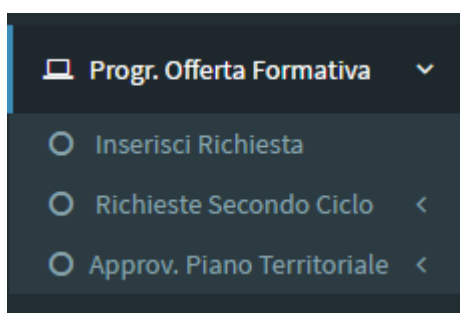 Progr. Offerta Formativa
Inserisci Richiesta
Richieste Secondo Ciclo
Approv. Piano Territoriale